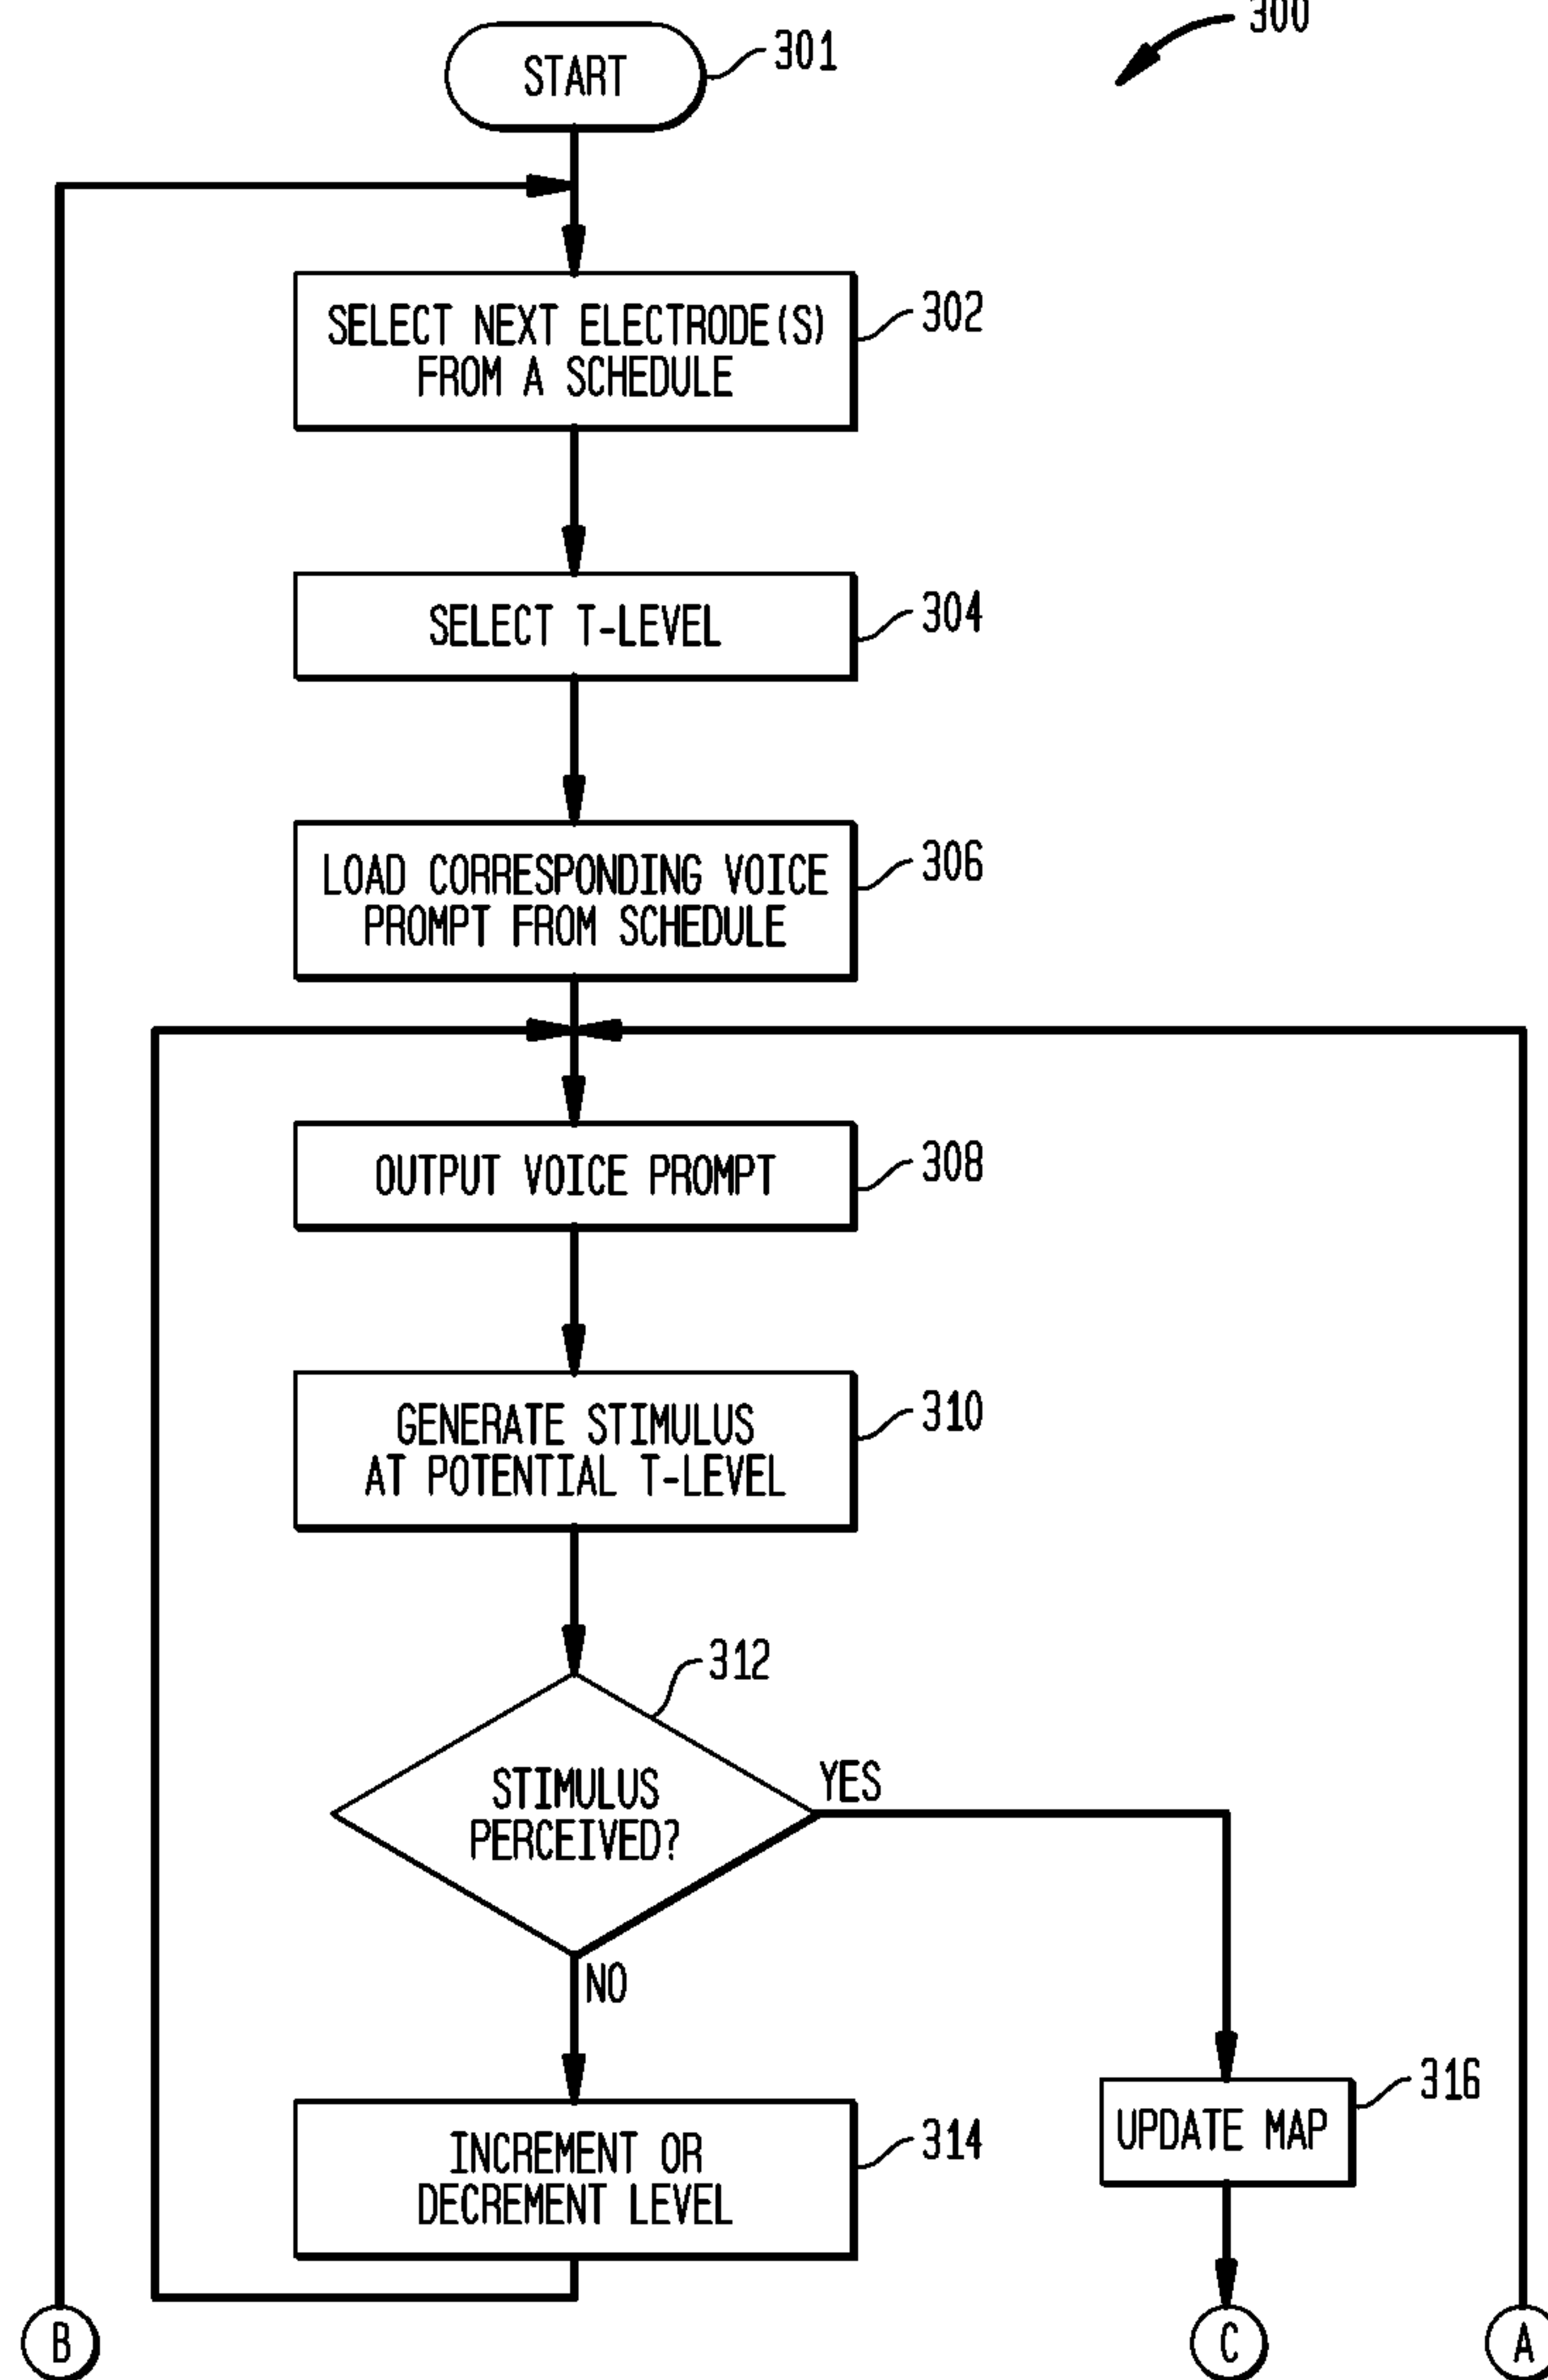 300
START
301
SELECT NEXT ELECTRODE(S)
FROM A SCHEDULE
302
SELECT T-LEVEL
304
LOAD CORRESPONDING VOICE
PROMPT FROM SCHEDULE
306
OUTPUT VOICE PROMPT
308
GENERATE STIMULUS
AT POTENTIAL T-LEVEL
310
312
STIMULUS
PERCEIVED?
YES
NO
INCREMENT OR
DECREMENT LEVEL
314
UPDATE MAP
316
B
C
A